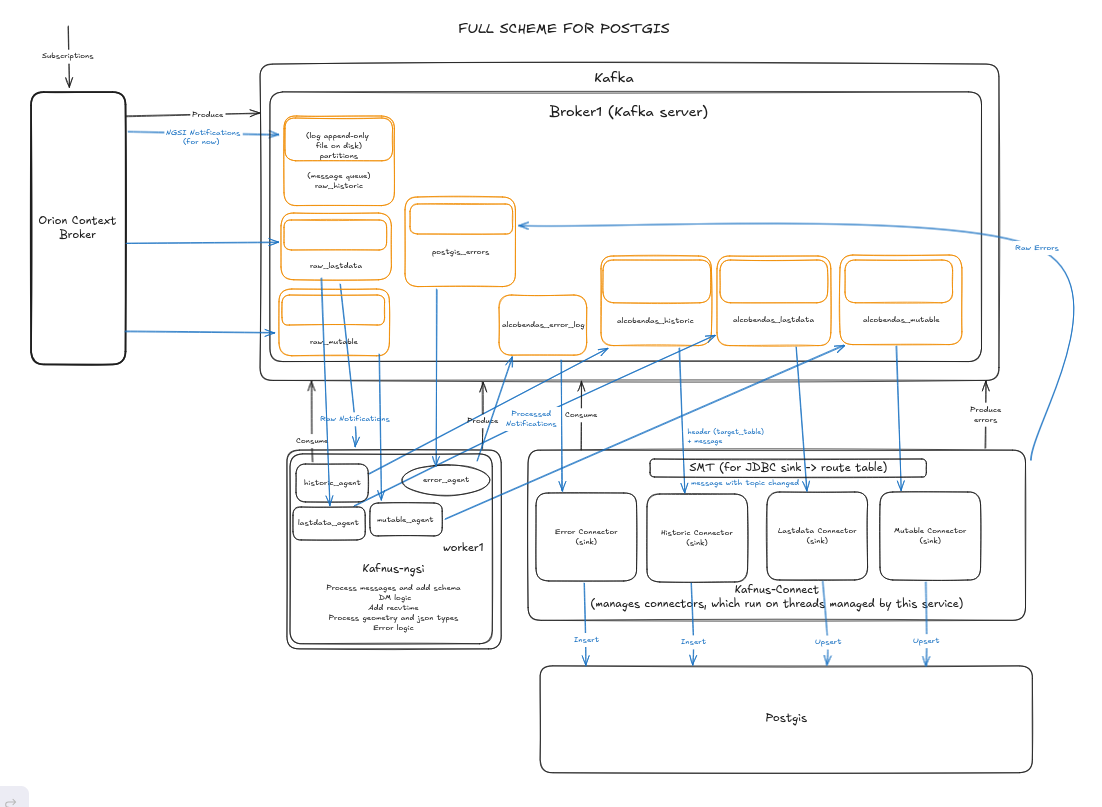 FULL SCHEME FOR POSTGIS
Subscriptions
Kafka
Broker1 (Kafka server)
Produce
NGSI Notifications
(for now)
(log append-only
file on disk)
partitions
(message queue)
raw_historic
Orion Context
Broker
raw_lastdata
postgis_errors
Raw Errors
raw_mutable
alcobendas_error_log
alcobendas_historic
alcobendas_lastdata
alcobendas_mutable
Raw Notifications
Consume
Produce
Processed
Notifications
Consume
Produce
errors
header (target_table)
+ message
SMT (for JDBC sink -> route table)
message with topic changed
historic_agent
error_agent
lastdata_agent
mutable_agent
worker1
Error Connector
(sink)
Historic Connector
(sink)
Lastdata Connector
(sink)
Mutable Connector
(sink)
Kafnus-ngsi
Process messages and add schema
DM logic
Add recvtime
Process geometry and json types
Error logic
Kafnus-Connect
(manages connectors, which run on threads managed by this service)
Insert
Insert
Upsert
Upsert
Postgis